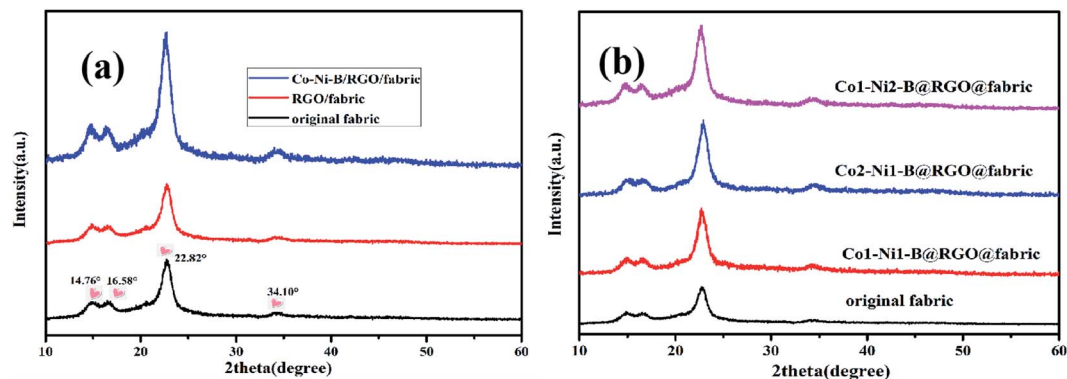 (a)
Co-Ni-B/RGO/fabric
RGO/fabric
original fabric
14.76°
16.58°
22.82°
34.10°
Intensity(a.u.)
10 20 30 40 50 60
2theta(degree)
(b)
Co1-Ni2-B@RGO@fabric
Co2-Ni1-B@RGO@fabric
Co1-Ni1-B@RGO@fabric
original fabric
Intensity(a.u.)
10 20 30 40 50 60
2theta(degree)